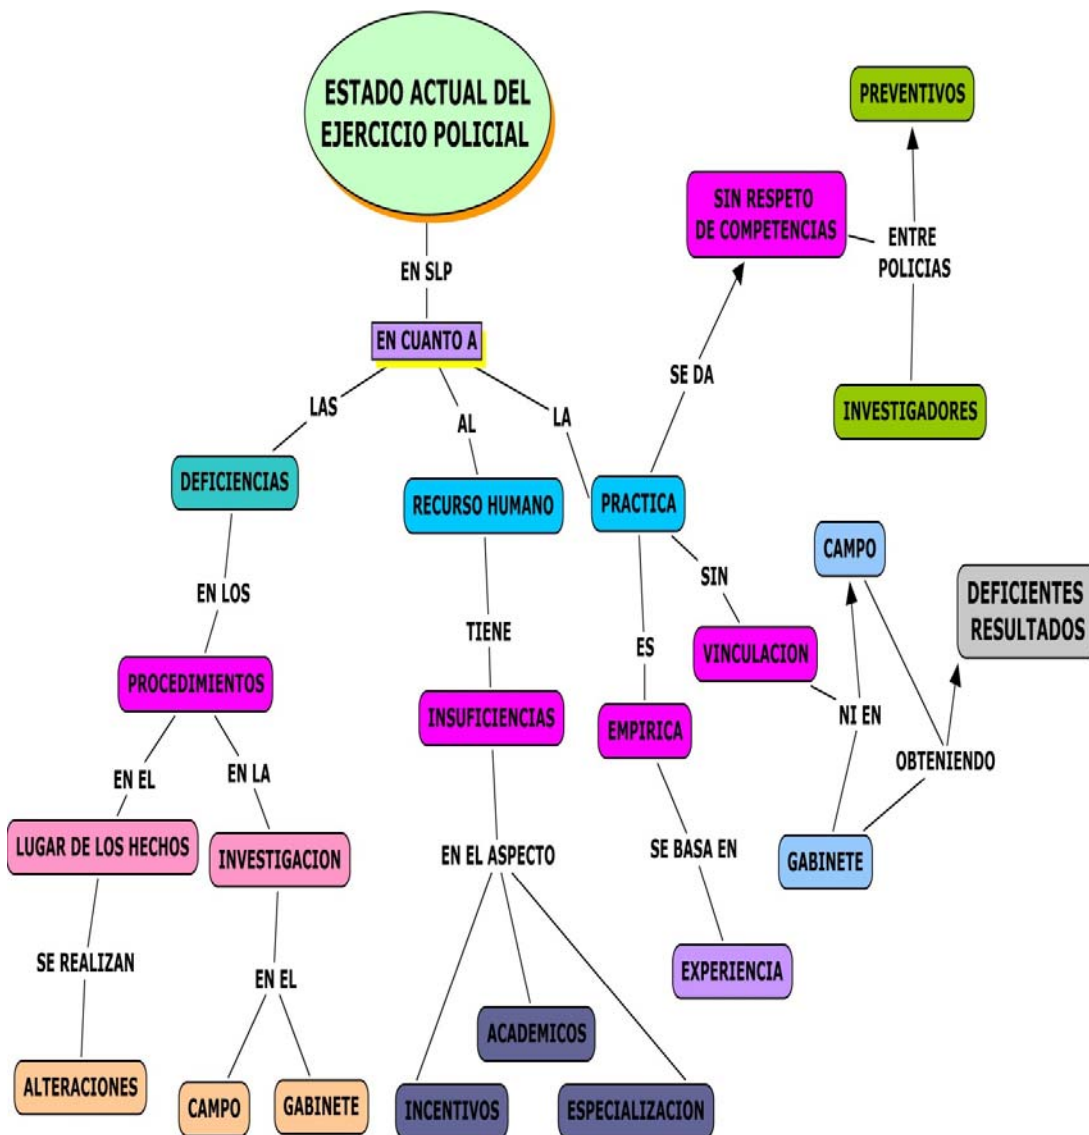 ESTADO ACTUAL DEL
EJERCICIO POLICIAL
EN SLP
EN CUANTO A
LAS
AL
LA
DEFICIENCIAS
EN LOS
PROCEDIMIENTOS
EN EL
EN LA
LUGAR DE LOS HECHOS
INVESTIGACION
SE REALIZAN
ALTERACIONES
EN EL
CAMPO
GABINETE
RECURSO HUMANO
TIENE
INSUFICIENCIAS
EN EL ASPECTO
ACADEMICOS
INCENTIVOS
ESPECIALIZACION
PRACTICA
SE DA
SIN RESPETO
DE COMPETENCIAS
ENTRE
POLICIAS
PREVENTIVOS
INVESTIGADORES
ES
EMPIRICA
SE BASA EN
EXPERIENCIA
SIN
VINCULACION
NI EN
CAMPO
GABINETE
OBTENIENDO
DEFICIENTES
RESULTADOS